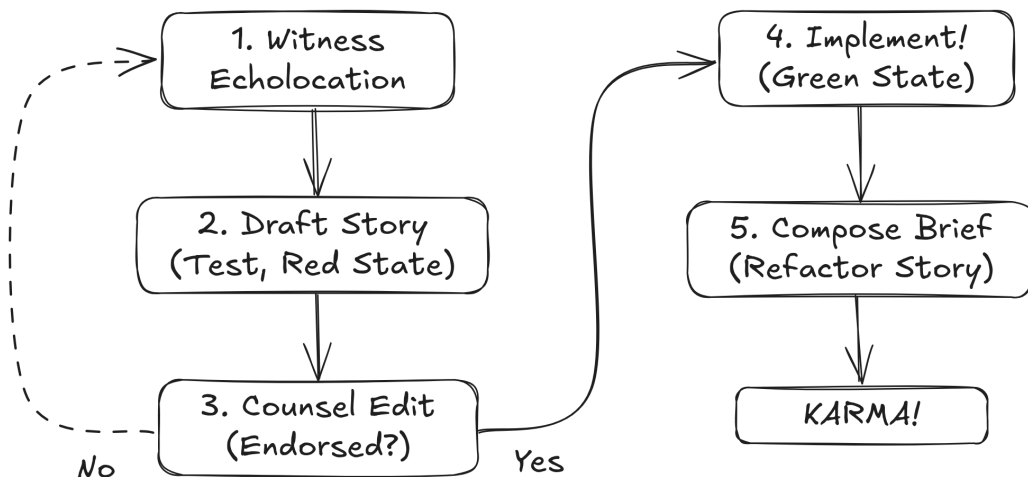 1. Witness
Echolocation
2. Draft Story
(Test, Red State)
3. Counsel Edit
(Endorsed?)
No
Yes
4. Implement!
(Green State)
5. Compose Brief
(Refactor Story)
KARMA!